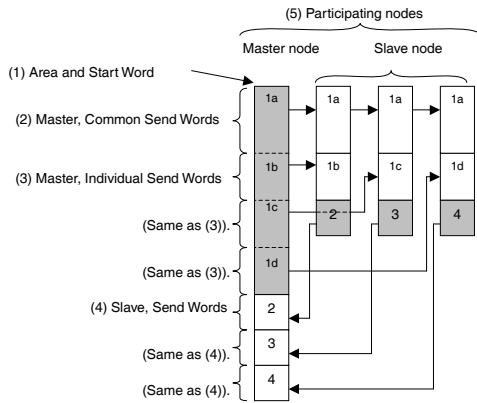 (5) Participating nodes
Master node
Slave node
(1) Area and Start Word
1a
1a
1a
1a
(2) Master, Common Send Words
1b
1b
1c
1d
(3) Master, Individual Send Words
1c
2
3
4
(Same as (3)).
1d
(Same as (3)).
(4) Slave, Send Words
2
3
(Same as (4)).
4
(Same as (4)).